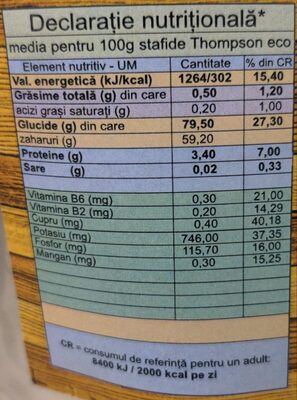 Declarație nutrițională*
media pentru 100g stafide Thompson eco
Element nutritiv - UM Cantitate % din CR
Val. energetică (kJ/kcal) 1264/302 15,40
Grăsime totală (g) din care 0,50 1,20
acizi grași saturați (g) 0,20 1,00
Glucide (g) din care 79,50 27,30
zaharuri (g) 59,20
Proteine (g) 3,40 7,00
Sare (g) 0,02 0,33
Vitamina B6 (mg) 0,30 21,00
Vitamina B2 (mg) 0,20 14,29
Cupru (mg) 0,40 40,18
Potasiu (mg) 746,00 37,35
Fosfor (mg) 115,70 16,00
Mangan (mg) 0,30 15,25
CR = consumul de referință pentru un adult:
8400 kJ / 2000 kcal pe zi